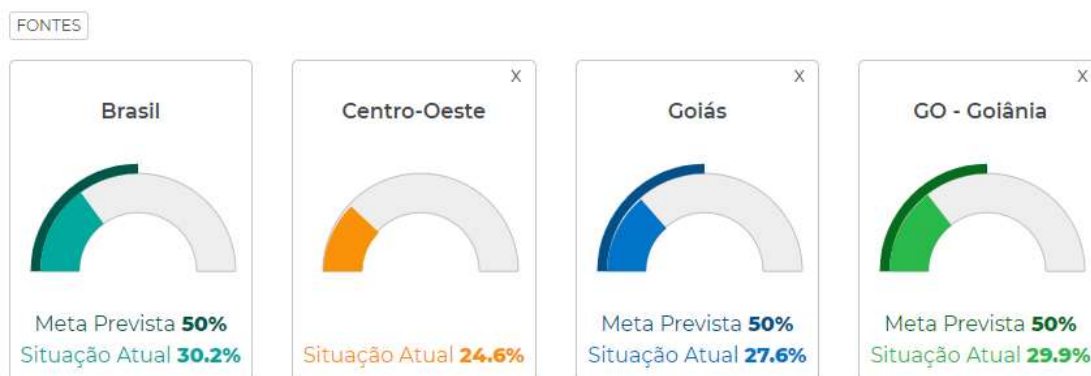 FONTES
X
X
X
Brasil
Centro-Oeste
Goiás
GO - Goiânia
Meta Prevista 50%
Situação Atual 30.2%
Situação Atual 24.6%
Meta Prevista 50%
Situação Atual 27.6%
Meta Prevista 50%
Situação Atual 29.9%